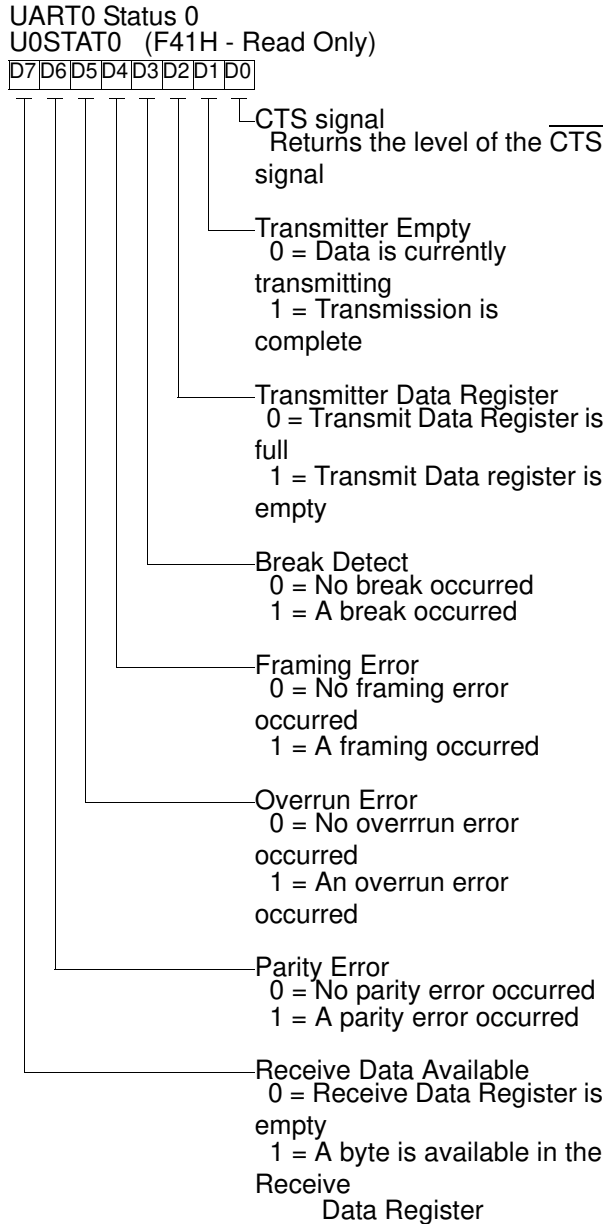 UART0 Status 0
U0STAT0 (F41H - Read Only)
D7 D6 D5 D4 D3 D2 D1 D0
CTS signal
Returns the level of the CTS
signal
Transmitter Empty
0 = Data is currently
transmitting
1 = Transmission is
complete
Transmitter Data Register
0 = Transmit Data Register is
full
1 = Transmit Data register is
empty
Break Detect
0 = No break occurred
1 = A break occurred
Framing Error
0 = No framing error
occurred
1 = A framing occurred
Overrun Error
0 = No overrrun error
occurred
1 = An overrun error
occurred
Parity Error
0 = No parity error occurred
1 = A parity error occurred
Receive Data Available
0 = Receive Data Register is
empty
1 = A byte is available in the
Receive
Data Register